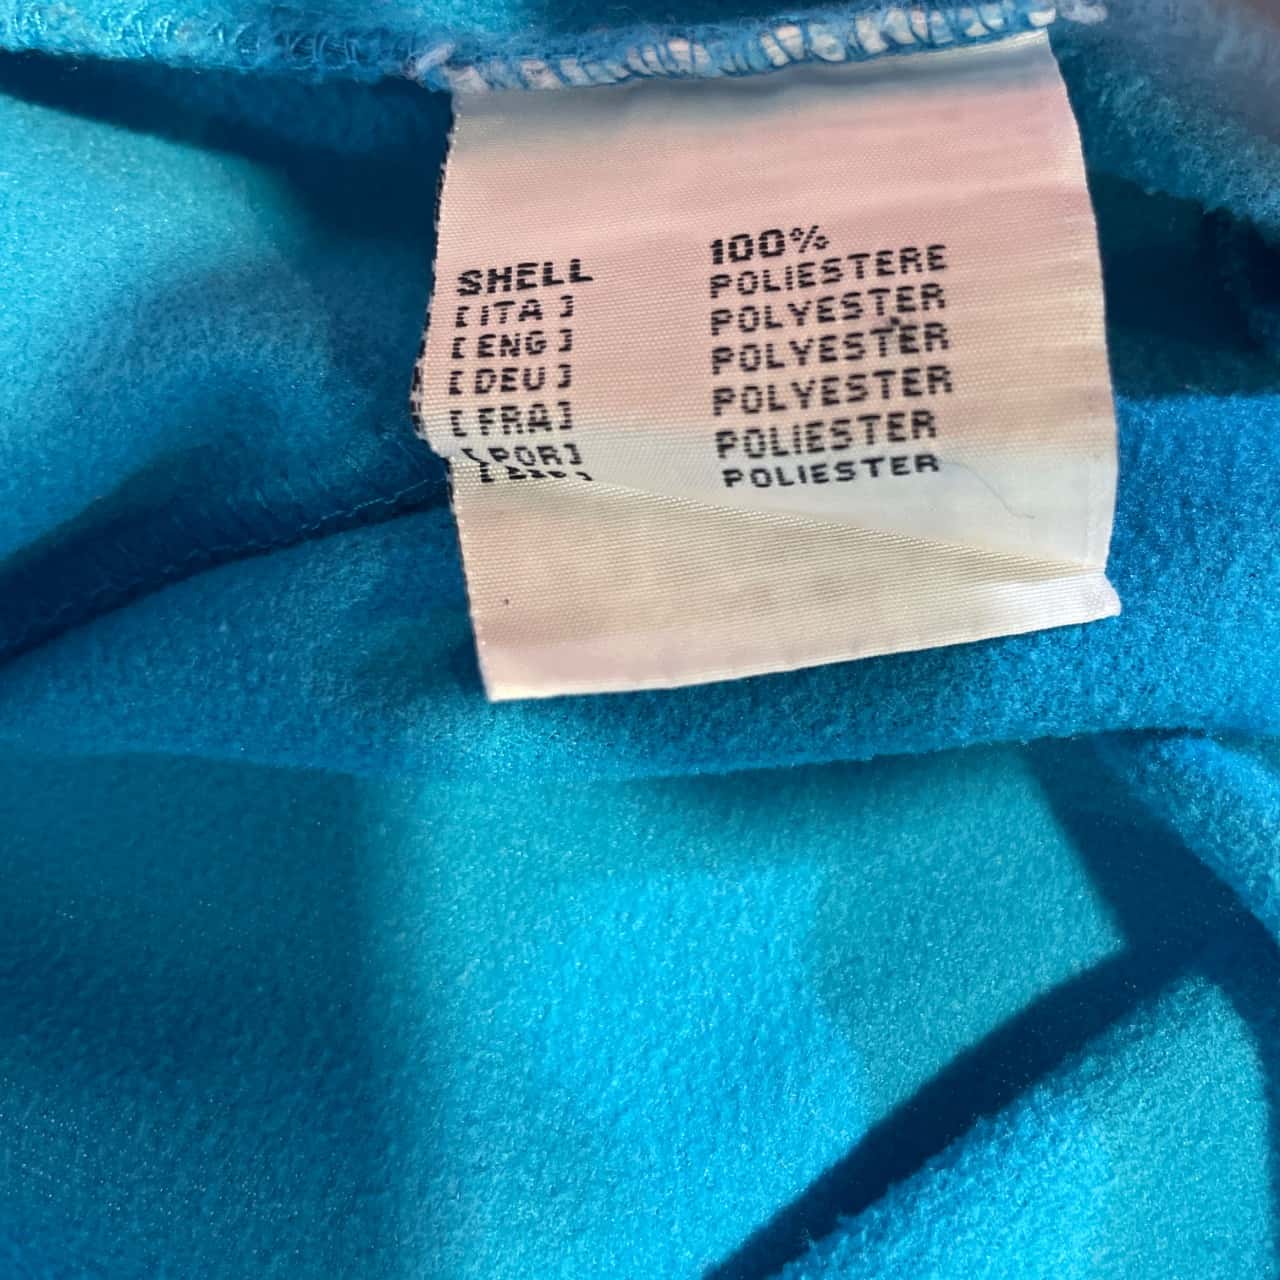 SHELL 100%
[ITA] POLIESTERE
[ENG] POLYESTER
[DEU] POLYESTER
[FRA] POLYESTER
[POR] POLIESTER
POLIESTER